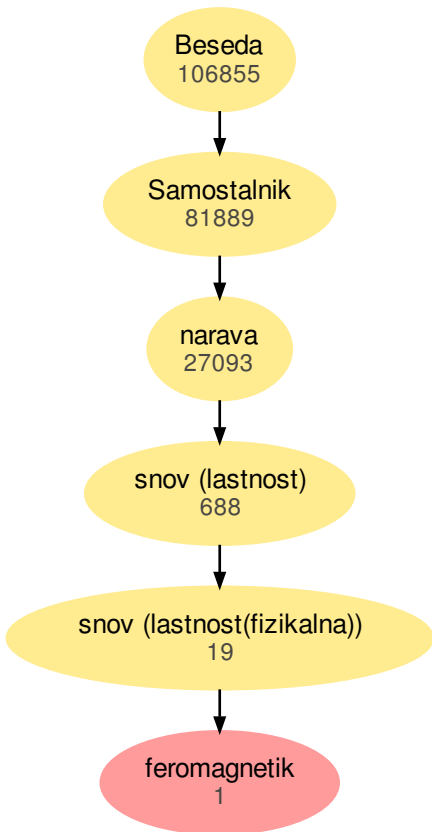 Beseda
106855
Samostalnik
81889
narava
27093
snov (lastnost)
688
snov (lastnost(fizikalna))
19
feromagnetik
1